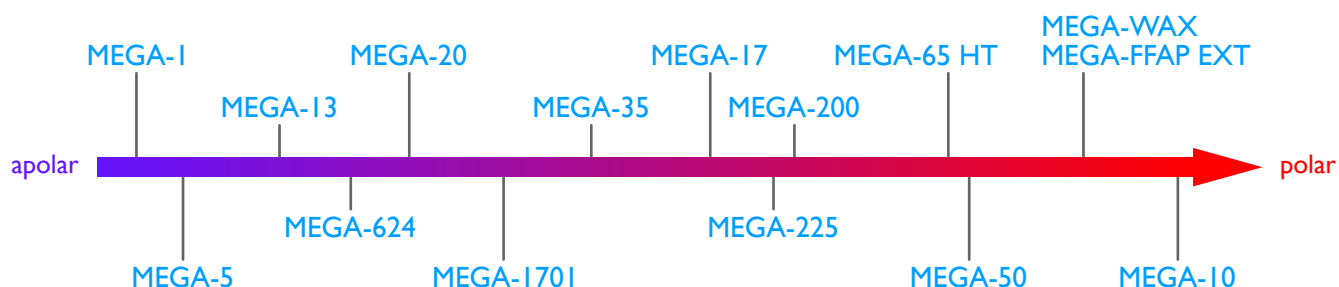 MEGA-WAX
MEGA-1
MEGA-20
MEGA-17
MEGA-65 HT
MEGA-FFAP EXT
MEGA-13
MEGA-35
MEGA-200
apolar
polar
MEGA-624
MEGA-225
MEGA-5
MEGA-1701
MEGA-50
MEGA-10